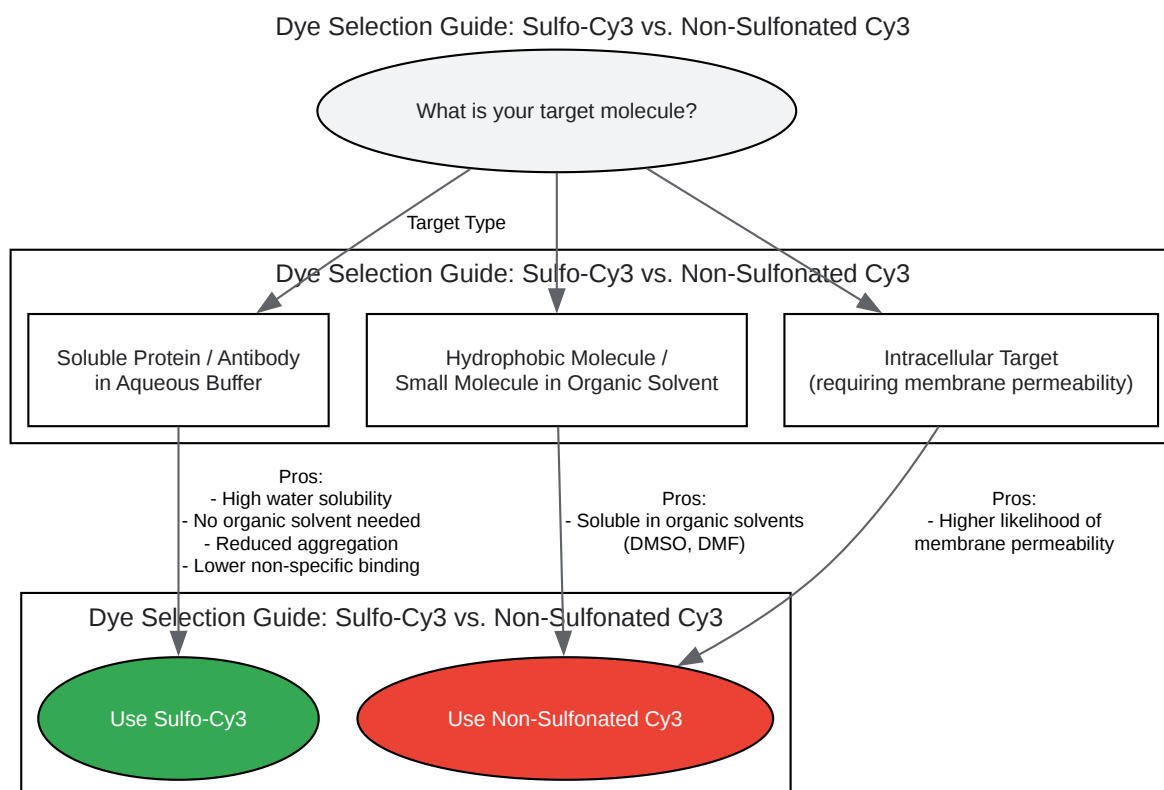 Dye Selection Guide: Sulfo-Cy3 vs. Non-Sulfonated Cy3
What is your target molecule?
Target Type
Dye Selection Guide: Sulfo-Cy3 vs. Non-Sulfonated Cy3
Soluble Protein / Antibody
in Aqueous Buffer
Hydrophobic Molecule /
Small Molecule in Organic Solvent
Intracellular Target
(requiring membrane permeability)
Pros:
- High water solubility
- No organic solvent needed
- Reduced aggregation
- Lower non-specific binding
Pros:
- Soluble in organic solvents
(DMSO, DMF)
Pros:
- Higher likelihood of
membrane permeability
Dye Selection Guide: Sulfo-Cy3 vs. Non-Sulfonated Cy3
Use Sulfo-Cy3
Use Non-Sulfonated Cy3